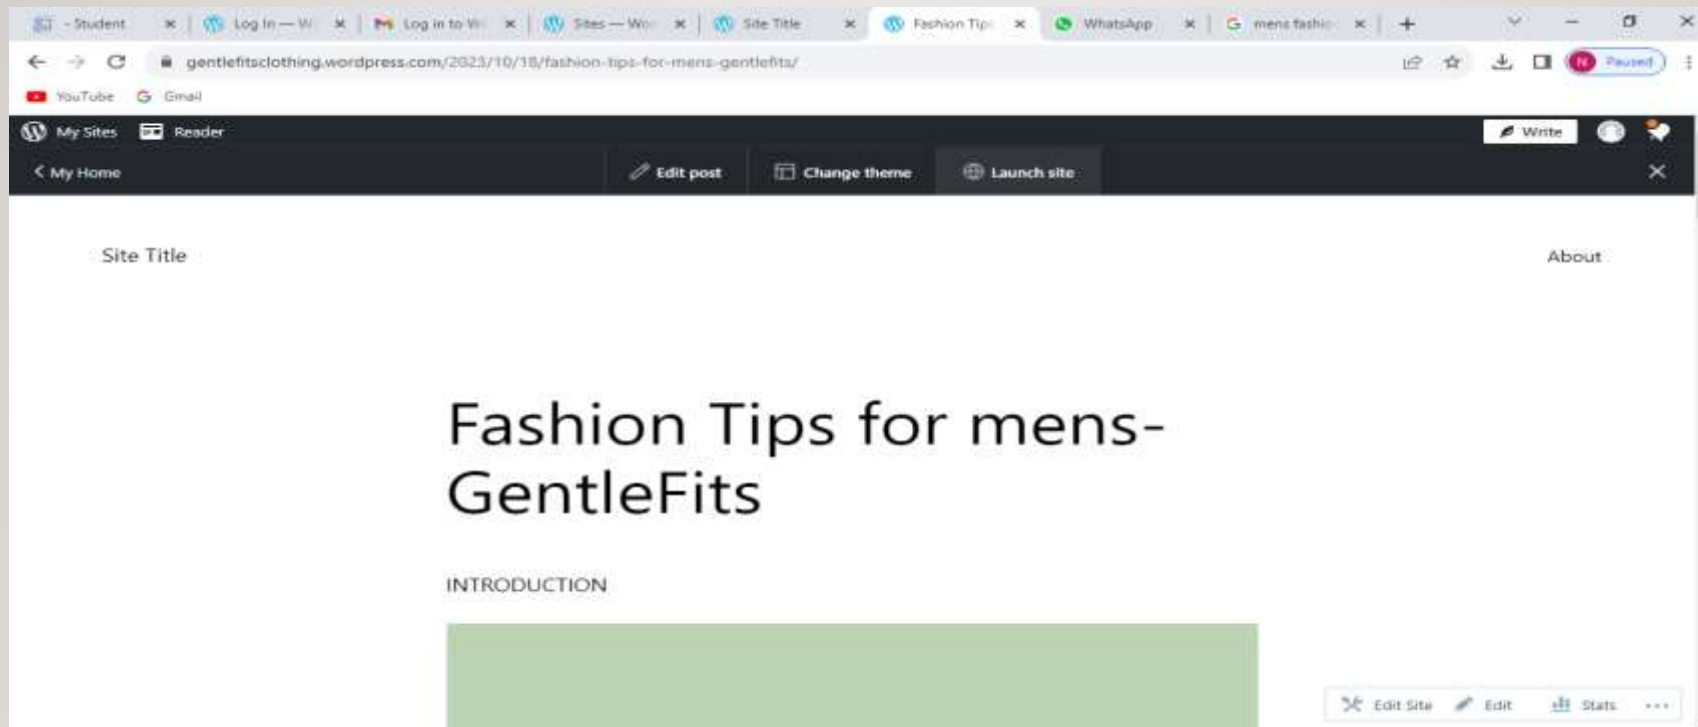 - Student
Log In — W
Log in to W
Sites — Wo
Site Title
Fashion Tip
WhatsApp
mens fashio
gentlefitsclothing.wordpress.com/2023/10/18/fashion-tips-for-mens-gentlefits/
N
Paused
YouTube
Gmail
My Sites
Reader
Write
My Home
Edit post
Change theme
Launch site
Site Title
About
Fashion Tips for mens-
GentleFits
INTRODUCTION
Edit Site
Edit
Stats